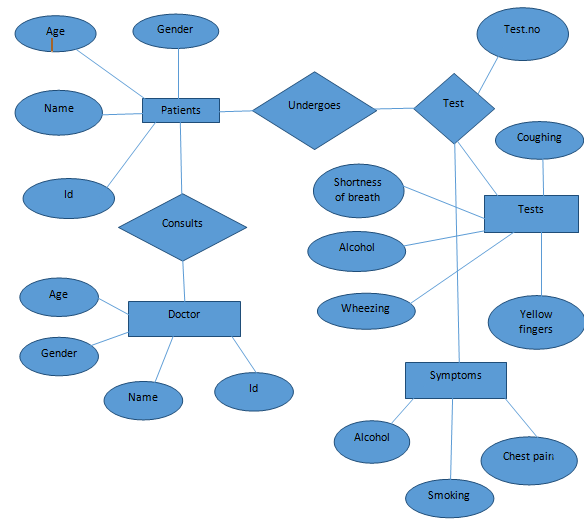 Age
Gender
Test.no
Name
Patients
Undergoes
Test
Coughing
Shortness
of breath
Id
Tests
Consults
Alcohol
Age
Wheezing
Doctor
Yellow
fingers
Gender
Name
Id
Symptoms
Alcohol
Chest pain
Smoking